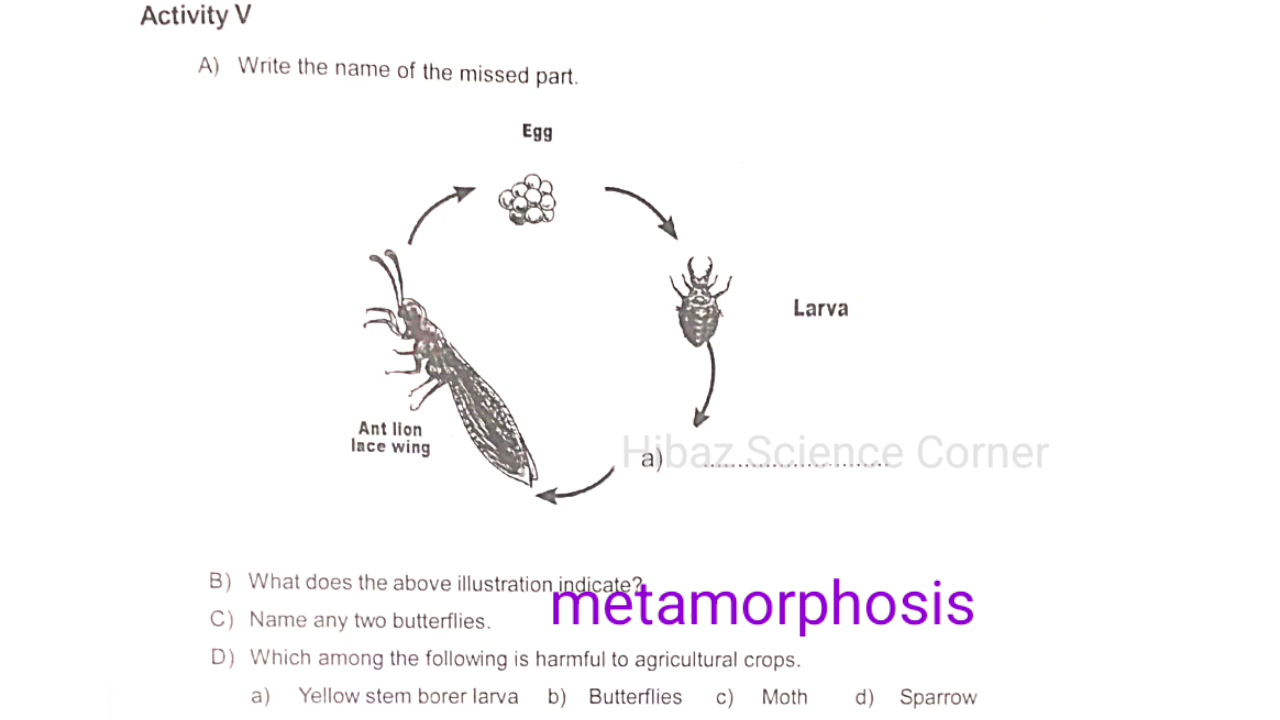 Activity V
A) Write the name of the missed part.
Egg
Larva
Ant lion
lace wing
a) ........................
Hibaz Science Corner
B) What does the above illustration indicate?
metamorphosis
C) Name any two butterflies.
D) Which among the following is harmful to agricultural crops.
a) Yellow stem borer larva b) Butterflies c) Moth d) Sparrow